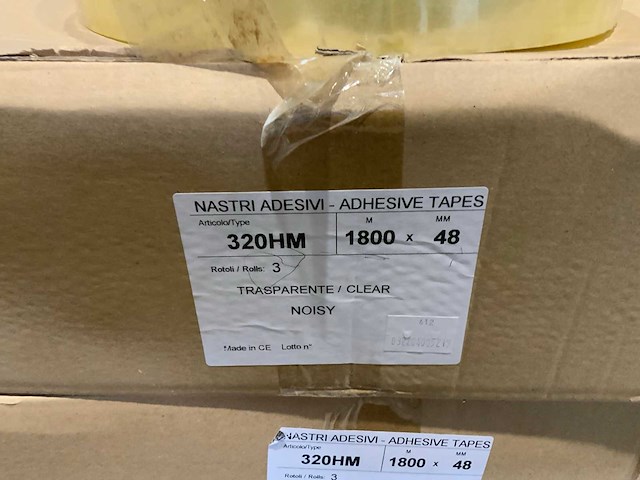 NASTRI ADESIVI - ADHESIVE TAPES
Articolo/Type M MM
320HM 1800 x 48
Rotoli / Rolls: 3
TRASPARENTE / CLEAR
NOISY
Made in CE Lotto n°
NASTRI ADESIVI - ADHESIVE TAPES
Articolo/Type M MM
320HM 1800 x 48
Rotoli / Rolls: 3